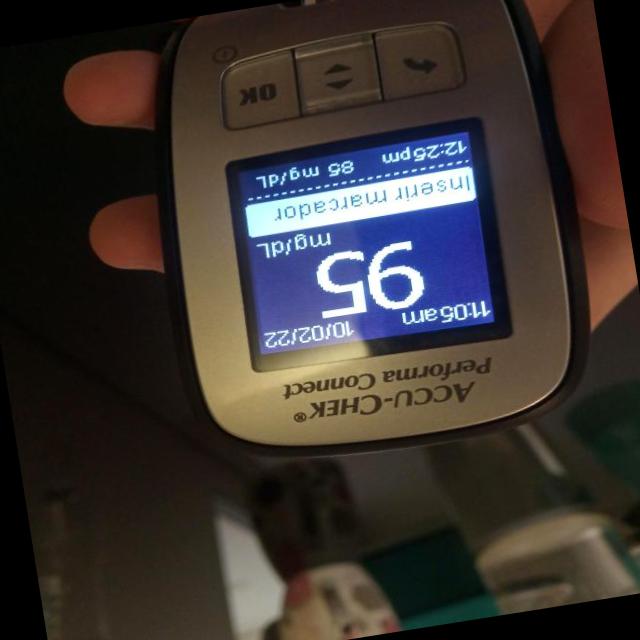 ACCU-CHEK®
Performa Connect
11:05am 10/02/22
95 mg/dL
Inserir marcador
12:25pm 85 mg/dL
OK